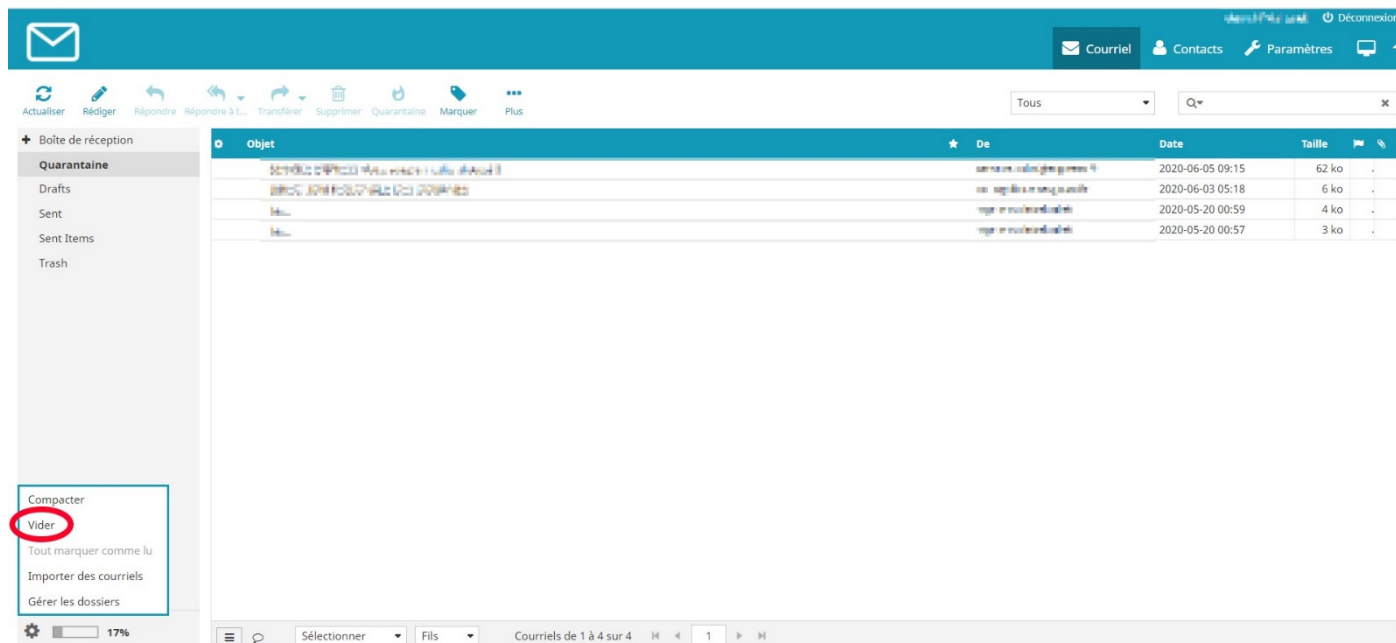 Déconnexion
Courriel Contacts Paramètres
Actualiser Rédiger Répondre Répondre à t... Transférer Supprimer Quarantaine Marquer Plus
Tous
Boîte de réception
Quarantaine
Drafts
Sent
Sent Items
Trash
Objet De Date Taille
2020-06-05 09:15 62 ko
2020-06-03 05:18 6 ko
2020-05-20 00:59 4 ko
2020-05-20 00:57 3 ko
Compacter
Vider
Tout marquer comme lu
Importer des courriels
Gérer les dossiers
17%
Sélectionner Fils Courriels de 1 à 4 sur 4 1